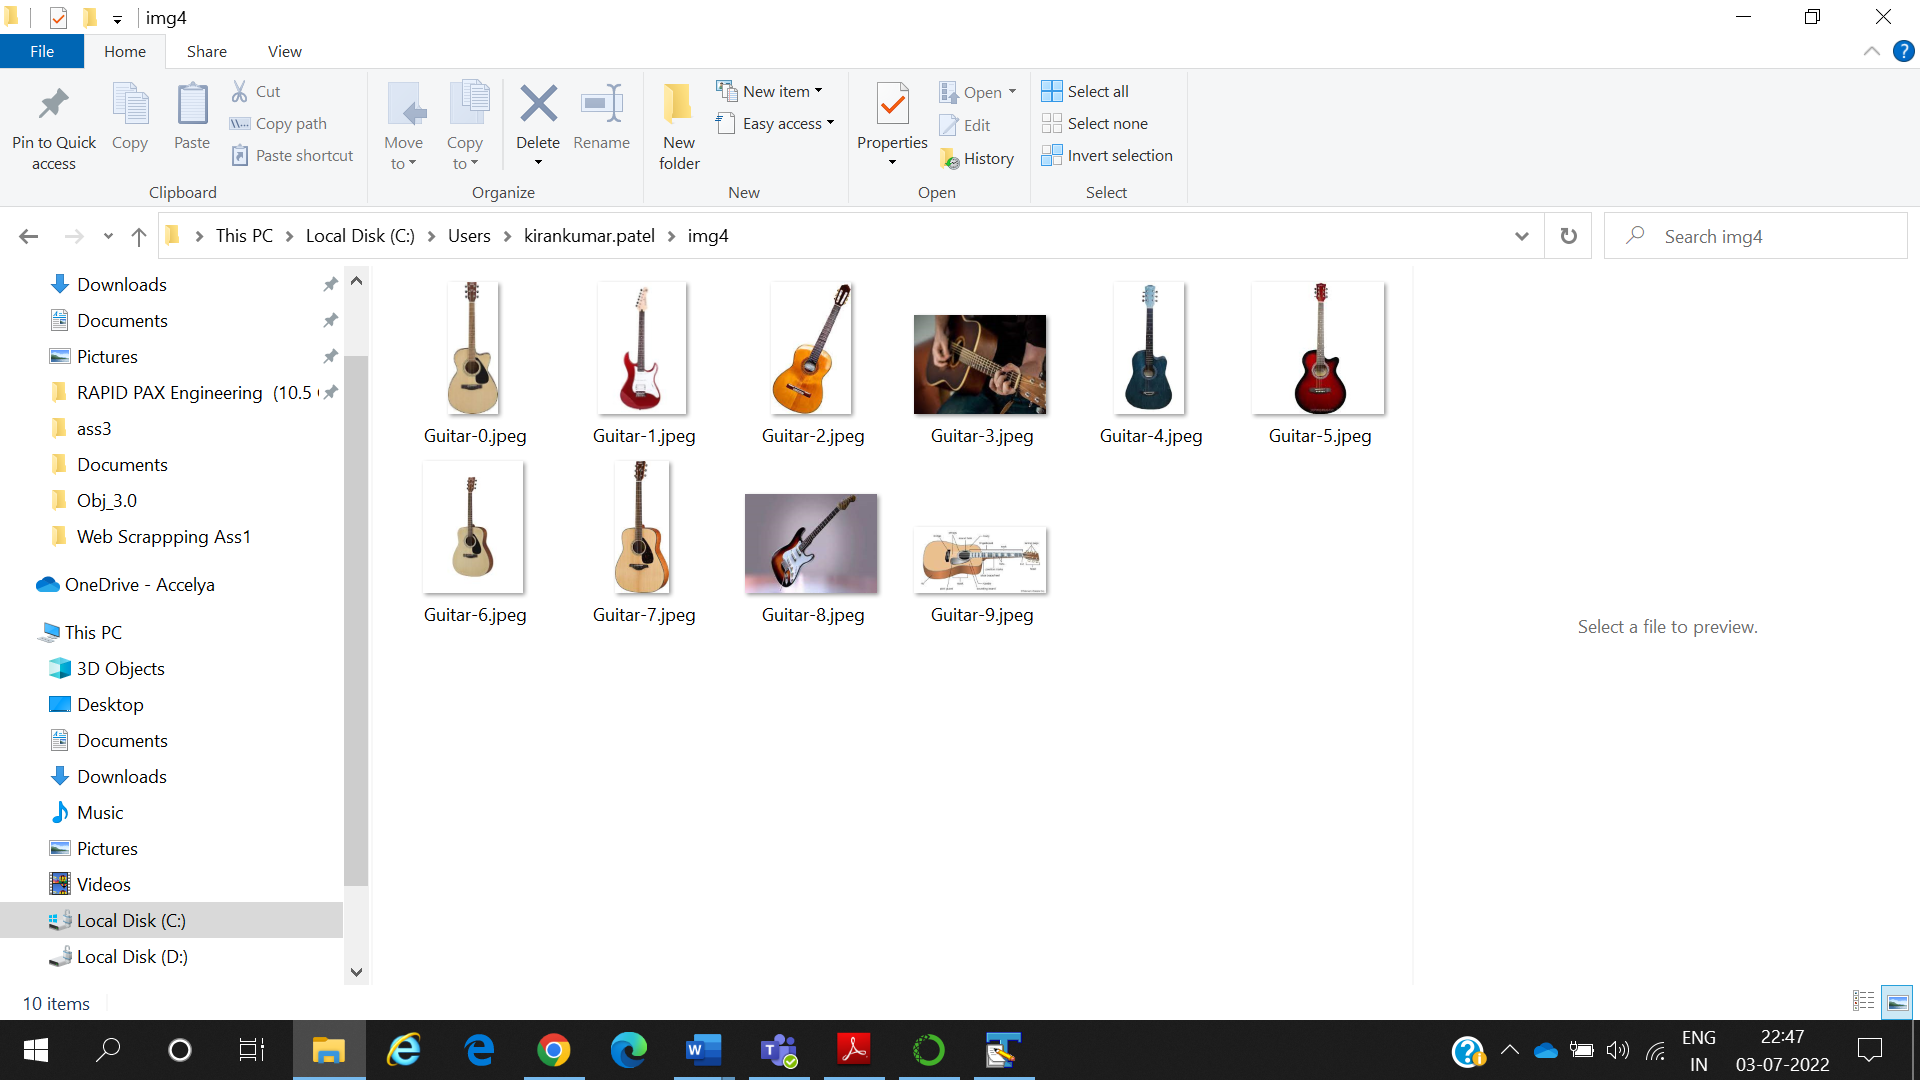 img4
File Home Share View
Pin to Quick access
Copy
Paste
Cut
Copy path
Paste shortcut
Clipboard
Move to
Copy to
Delete
Rename
Organize
New folder
New item
Easy access
New
Properties
Open
Edit
History
Open
Select all
Select none
Invert selection
Select
This PC Local Disk (C:) Users kirankumar.patel img4
Search img4
Downloads
Documents
Pictures
RAPID PAX Engineering (10.5
ass3
Documents
Obj_3.0
Web Scrappping Ass1
OneDrive - Accelya
This PC
3D Objects
Desktop
Documents
Downloads
Music
Pictures
Videos
Local Disk (C:)
Local Disk (D:)
Guitar-0.jpeg Guitar-1.jpeg Guitar-2.jpeg Guitar-3.jpeg Guitar-4.jpeg Guitar-5.jpeg
Guitar-6.jpeg Guitar-7.jpeg Guitar-8.jpeg Guitar-9.jpeg
Select a file to preview.
10 items
ENG
IN
22:47
03-07-2022